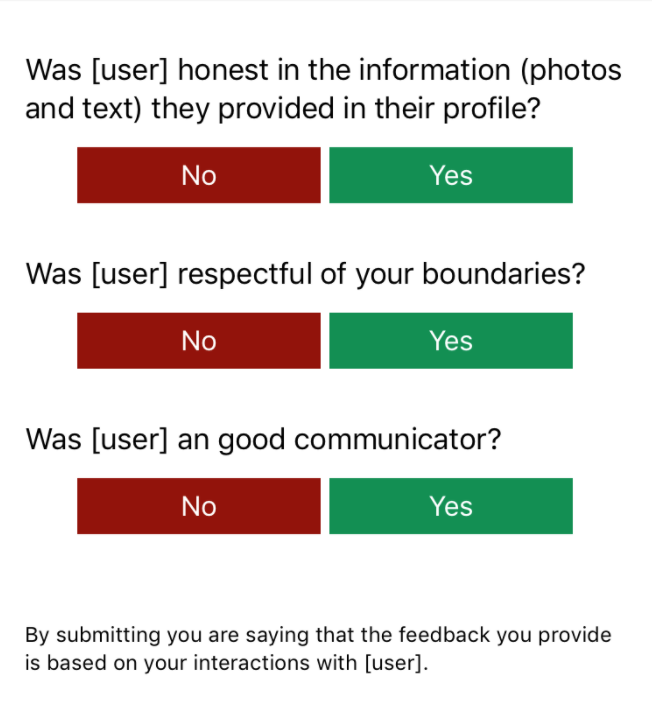 Was [user] honest in the information (photos
and text) they provided in their profile?
No Yes
Was [user] respectful of your boundaries?
No Yes
Was [user] an good communicator?
No Yes
By submitting you are saying that the feedback you provide
is based on your interactions with [user].